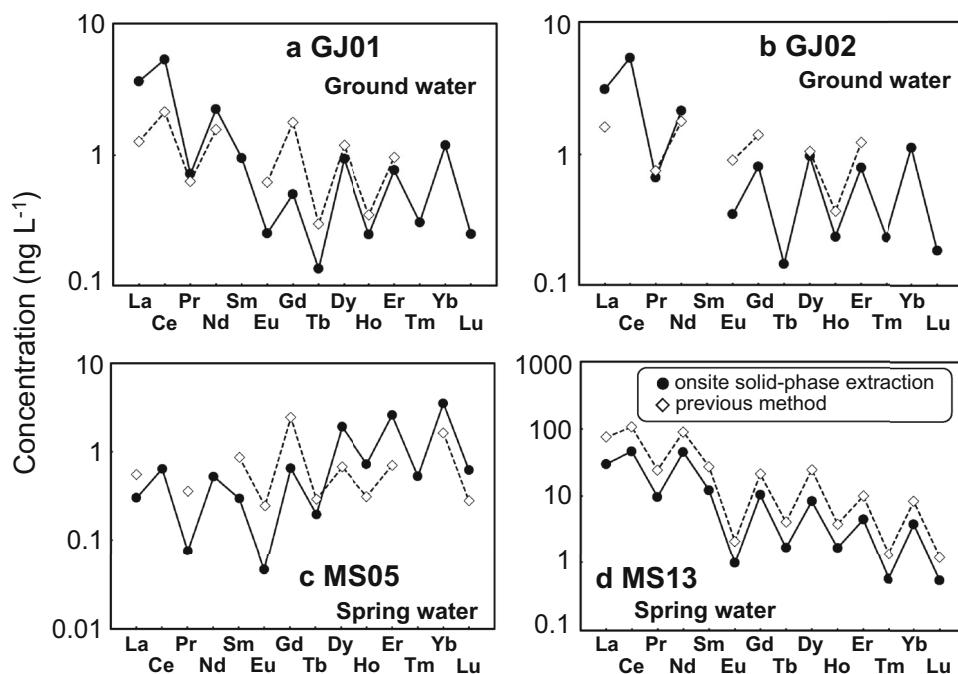 Concentration (ng L-1)
10
1
0.1
a GJ01
Ground water
La Pr Sm Gd Dy Er Yb
Ce Nd Eu Tb Ho Tm Lu
10
1
0.1
b GJ02
Ground water
La Pr Sm Gd Dy Er Yb
Ce Nd Eu Tb Ho Tm Lu
10
1
0.1
0.01
c MS05
Spring water
La Pr Sm Gd Dy Er Yb
Ce Nd Eu Tb Ho Tm Lu
1000
100
10
1
0.1
onsite solid-phase extraction
previous method
d MS13
Spring water
La Pr Sm Gd Dy Er Yb
Ce Nd Eu Tb Ho Tm Lu